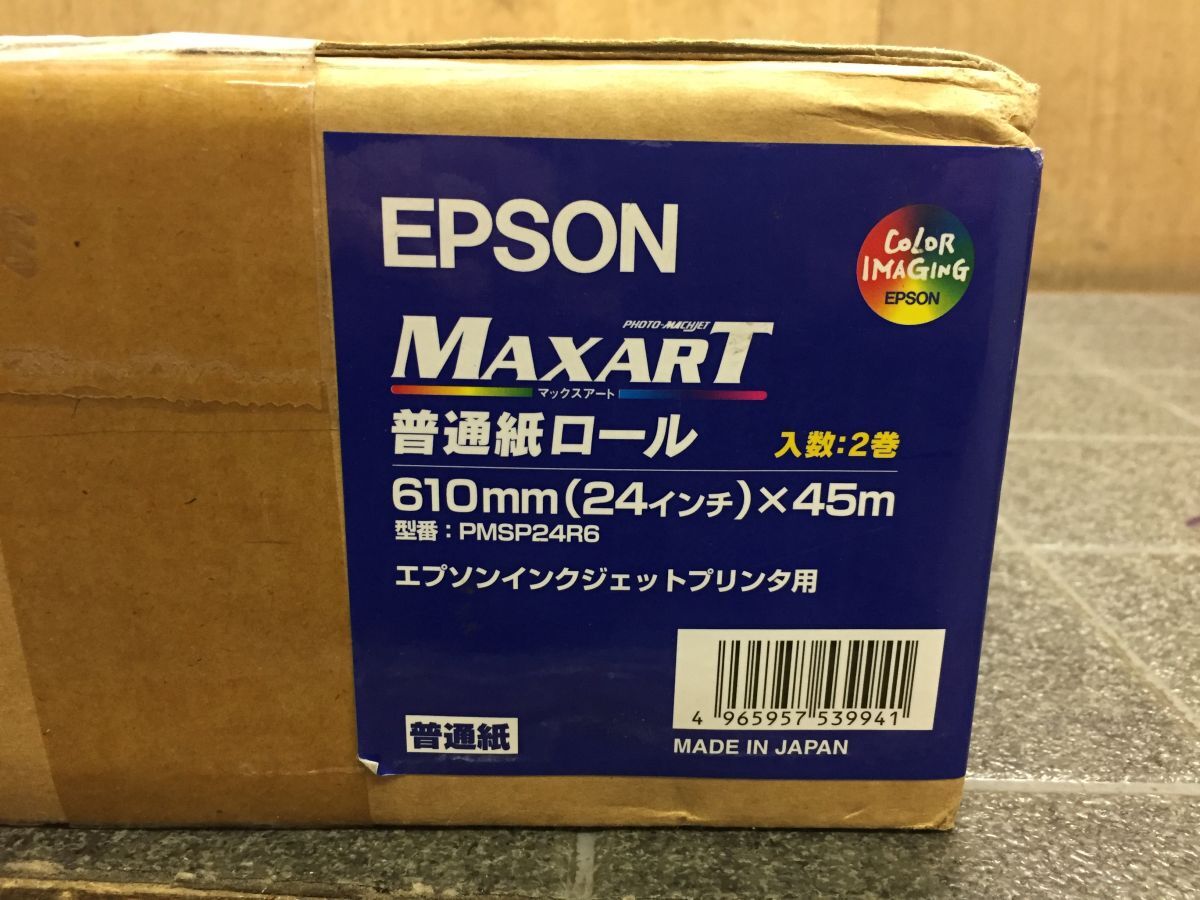 EPSON
COLOR
IMAGING
EPSON
PHOTO-MACHJET
MAXART
マックスアート
普通紙ロール
入数:2巻
610mm(24インチ)×45m
型番:PMSP24R6
エプソンインクジェットプリンタ用
4 965957 539941
普通紙
MADE IN JAPAN